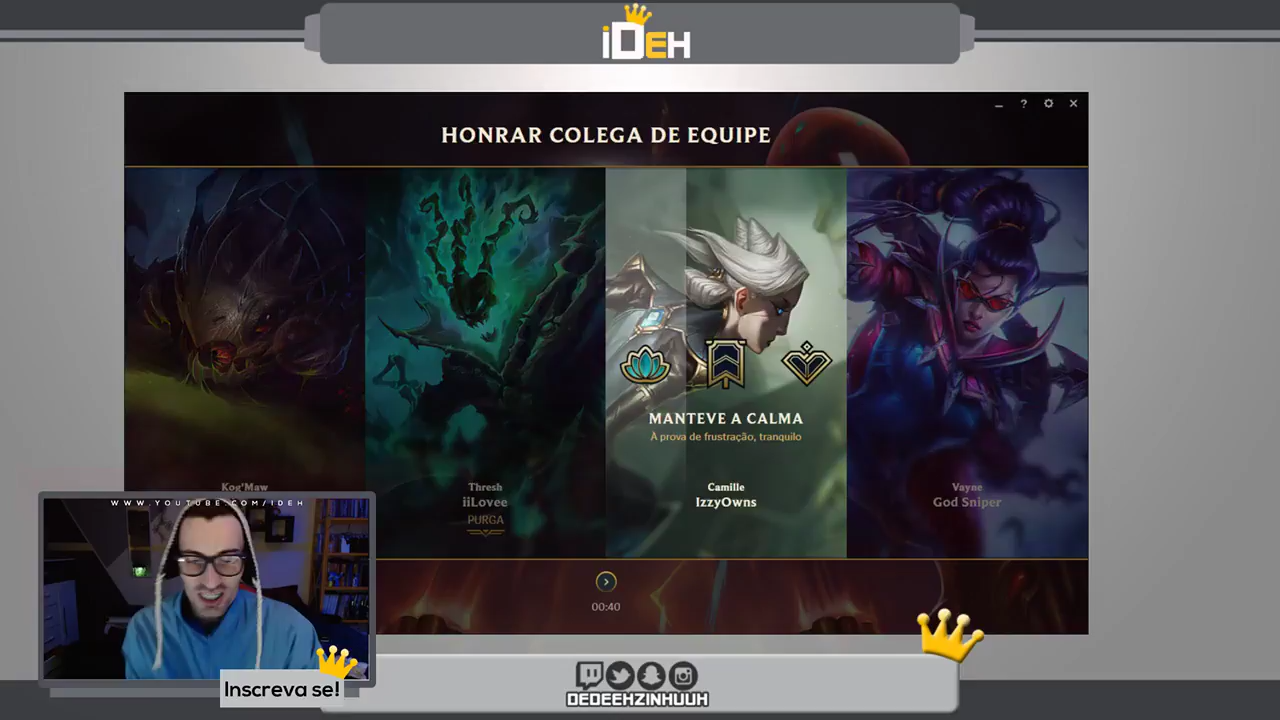 iDEH
?
HONRAR COLEGA DE EQUIPE
MANTEVE A CALMA
À prova de frustração, tranquilo
Kog'Maw
Thresh
iiLovee
PURGA
Camille
IzzyOwns
Vayne
God Sniper
WWW.YOUTUBE.COM/IDEH
00:40
Inscreva se!
DEDEEHZINHUUH